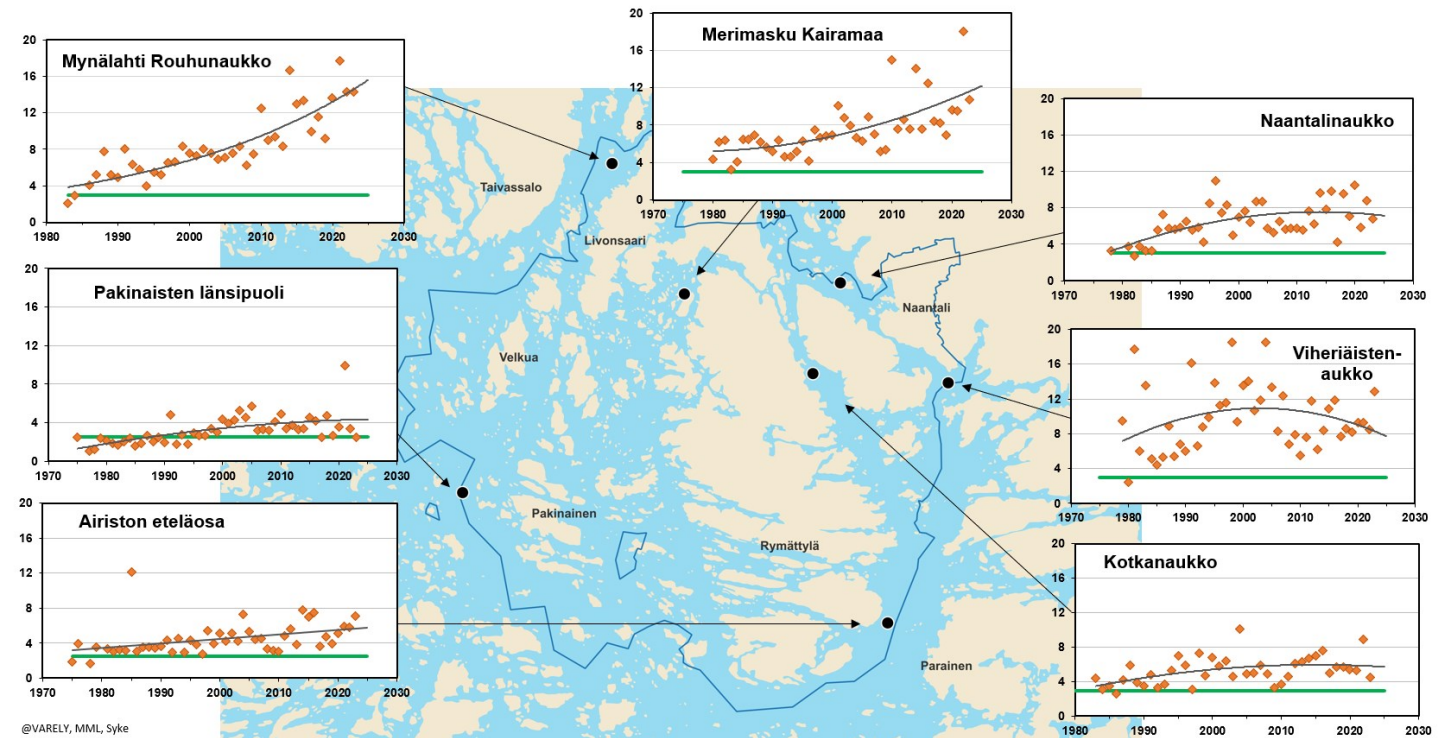 Mynälahti Rouhunaukko
20
16
12
8
4
0
1980 1990 2000 2010 2020 2030
Merimasku Kairamaa
20
16
12
8
4
0
1970 1980 1990 2000 2010 2020 2030
Naantalinaukko
20
16
12
8
4
0
1970 1980 1990 2000 2010 2020 2030
Pakinaisten länsipuoli
20
16
12
8
4
0
1970 1980 1990 2000 2010 2020 2030
Viheriäisten-
aukko
20
16
12
8
4
0
1970 1980 1990 2000 2010 2020 2030
Airiston eteläosa
20
16
12
8
4
0
1970 1980 1990 2000 2010 2020 2030
Kotkanaukko
20
16
12
8
4
0
1980 1990 2000 2010 2020 2030
Taivassalo
Livonsaari
Naantali
Velkua
Pakinainen
Rymättylä
Parainen
@VARELY, MML, Syke